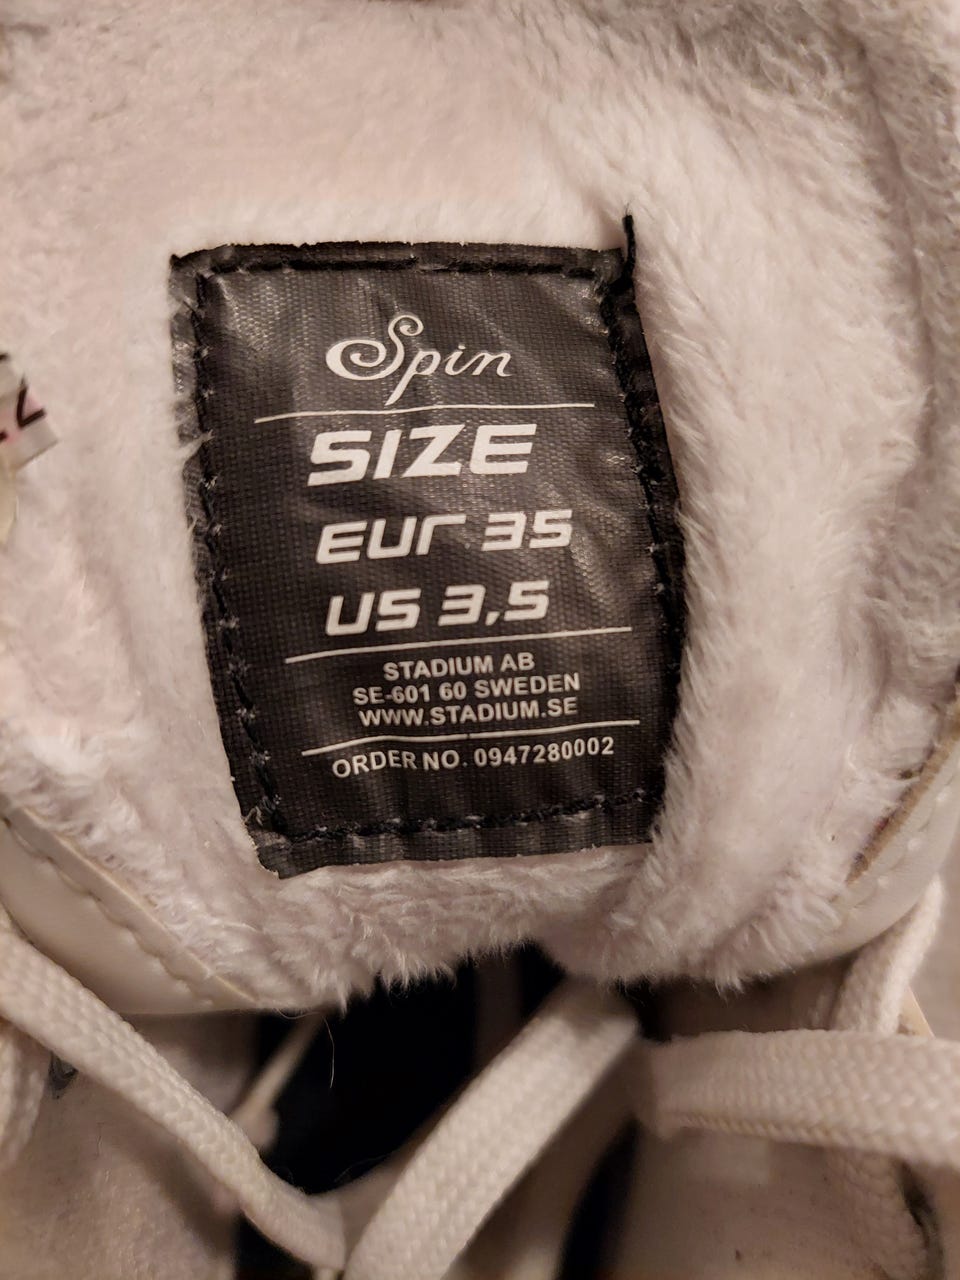 Spin
SIZE
EUR 35
US 3,5
STADIUM AB
SE-601 60 SWEDEN
WWW.STADIUM.SE
ORDER NO. 0947280002